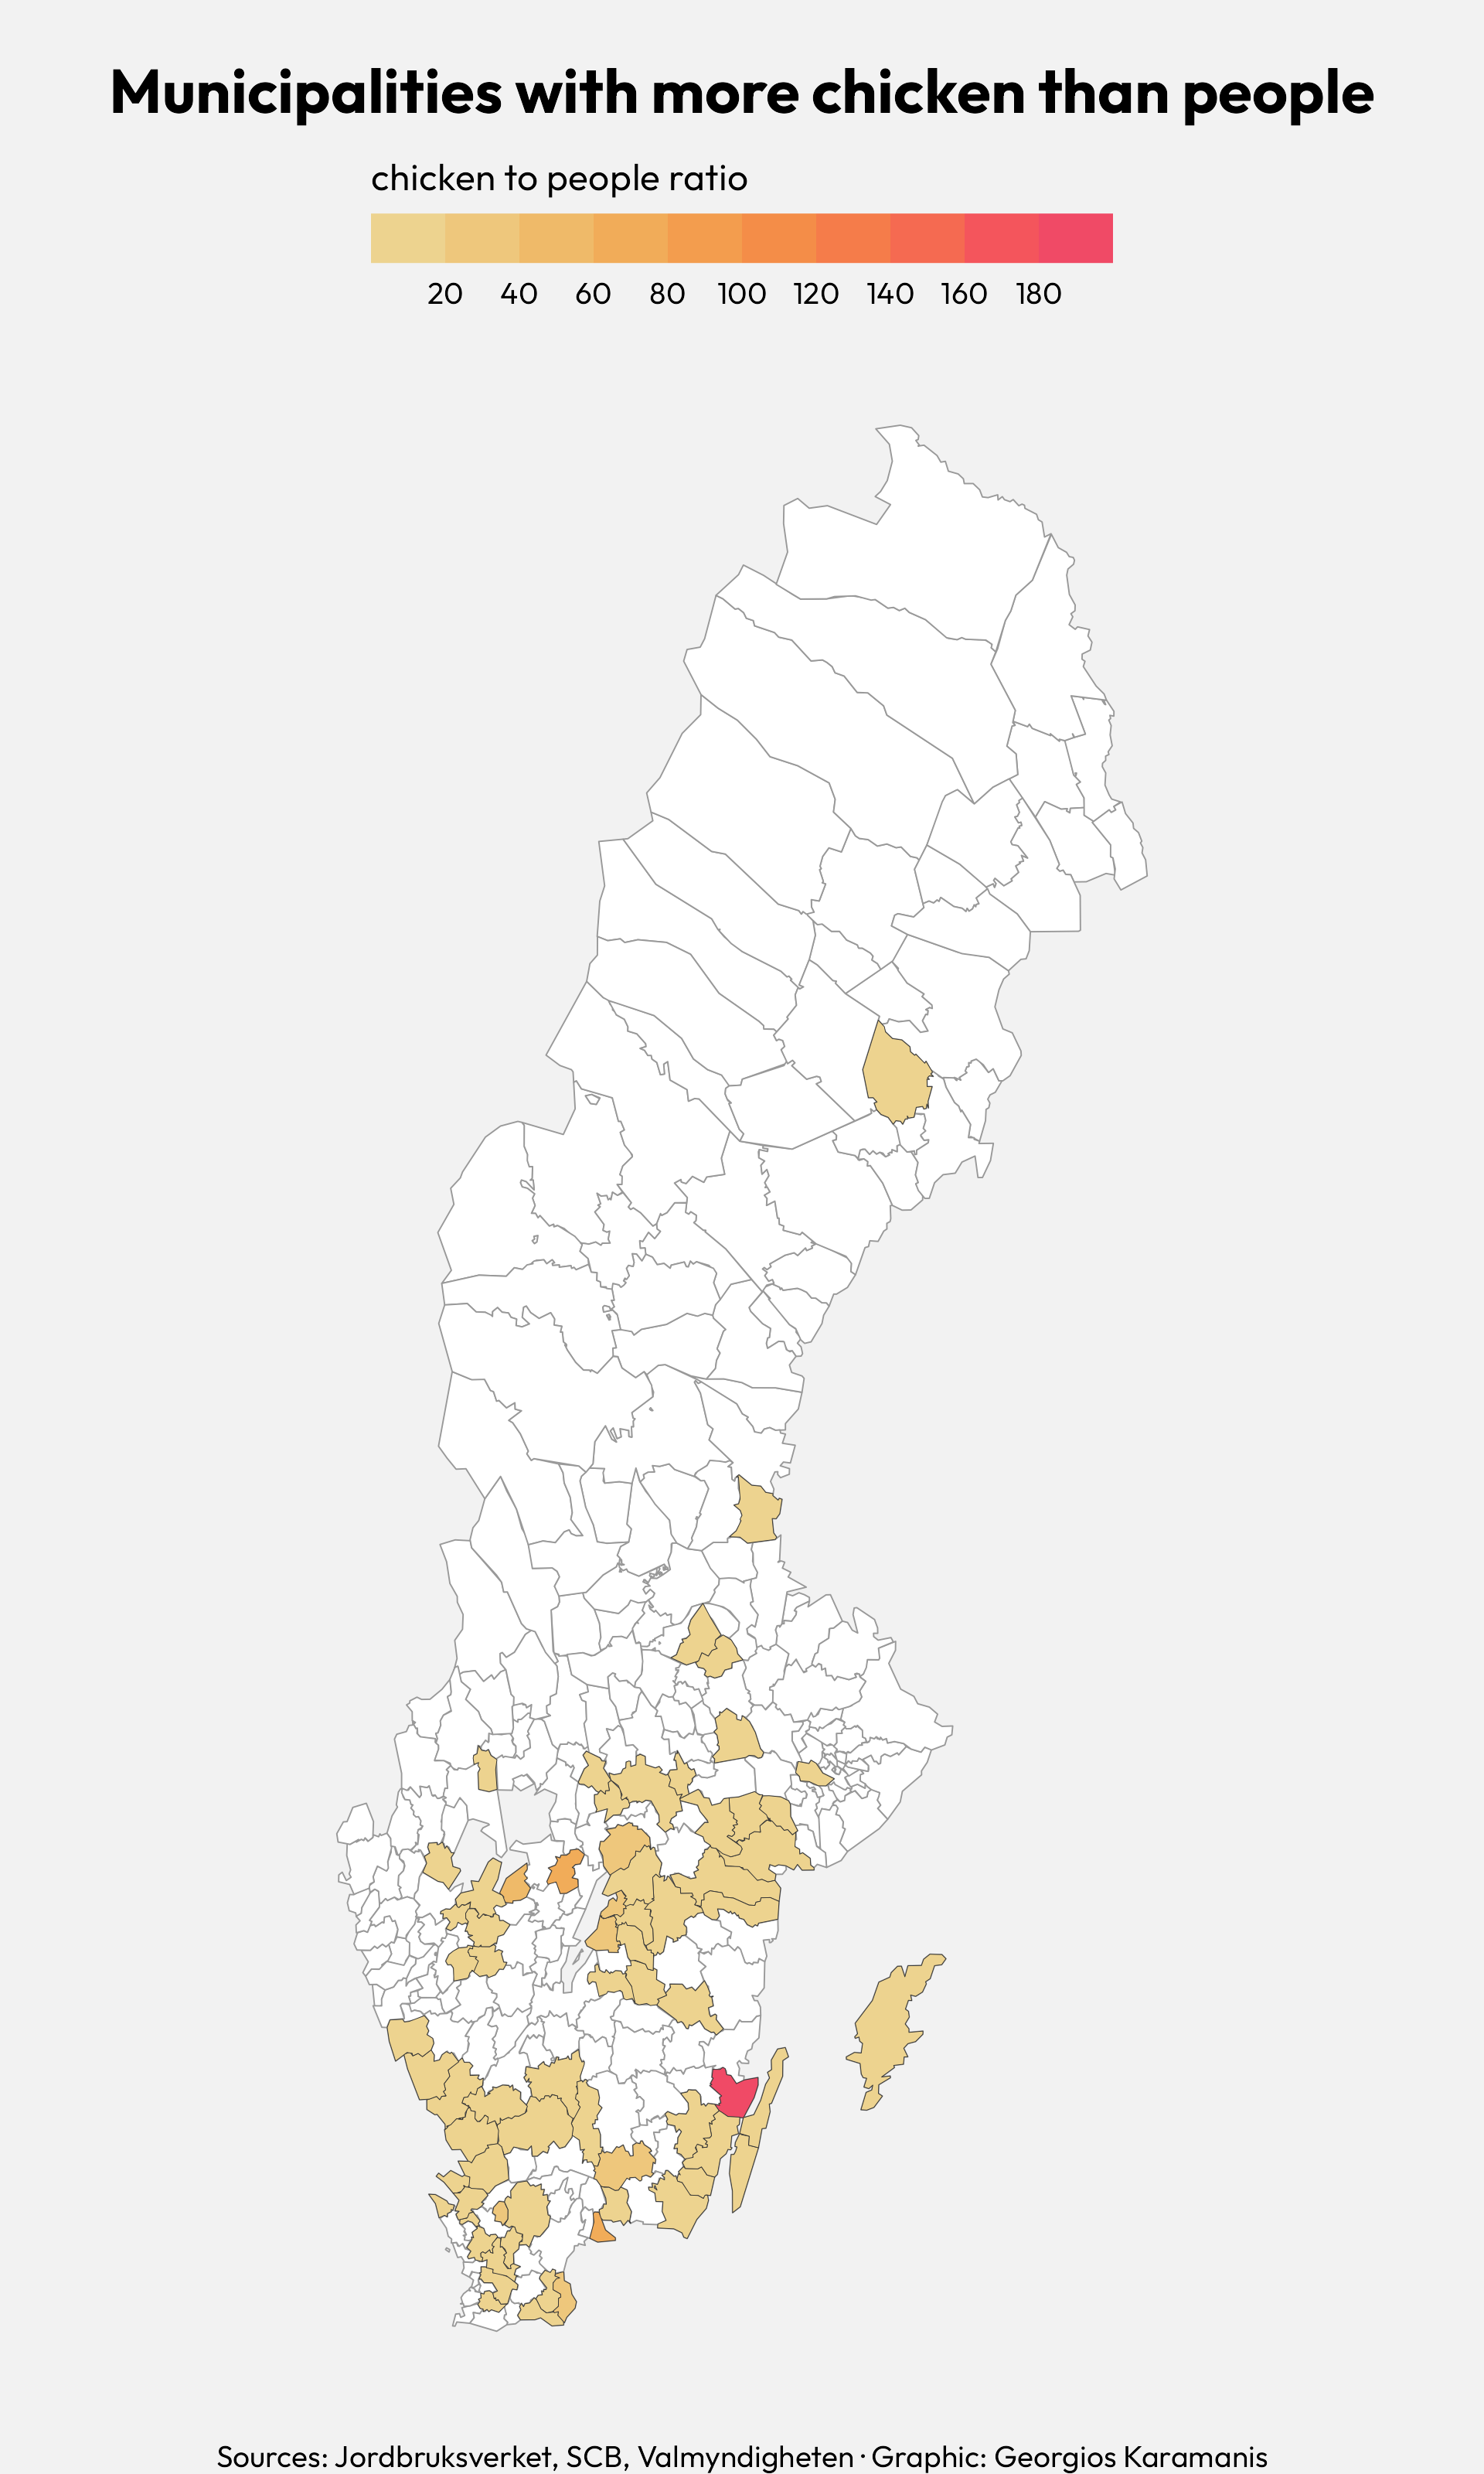 Municipalities with more chicken than people
chicken to people ratio
20 40 60 80 100 120 140 160 180
Sources: Jordbruksverket, SCB, Valmyndigheten · Graphic: Georgios Karamanis